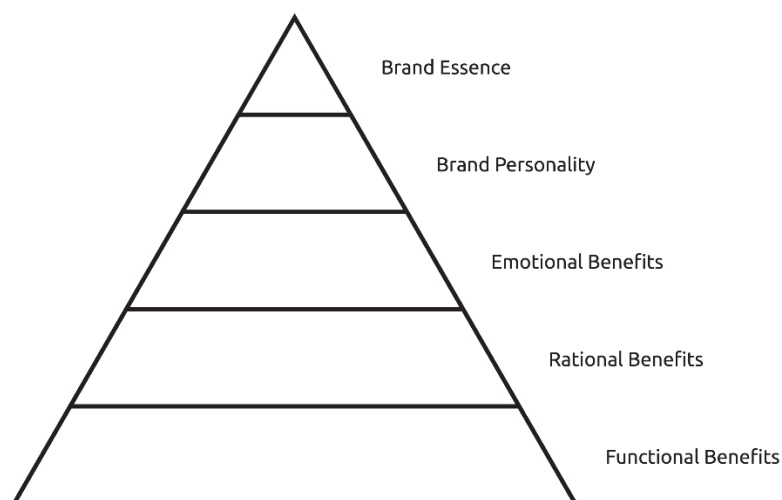 Brand Essence
Brand Personality
Emotional Benefits
Rational Benefits
Functional Benefits